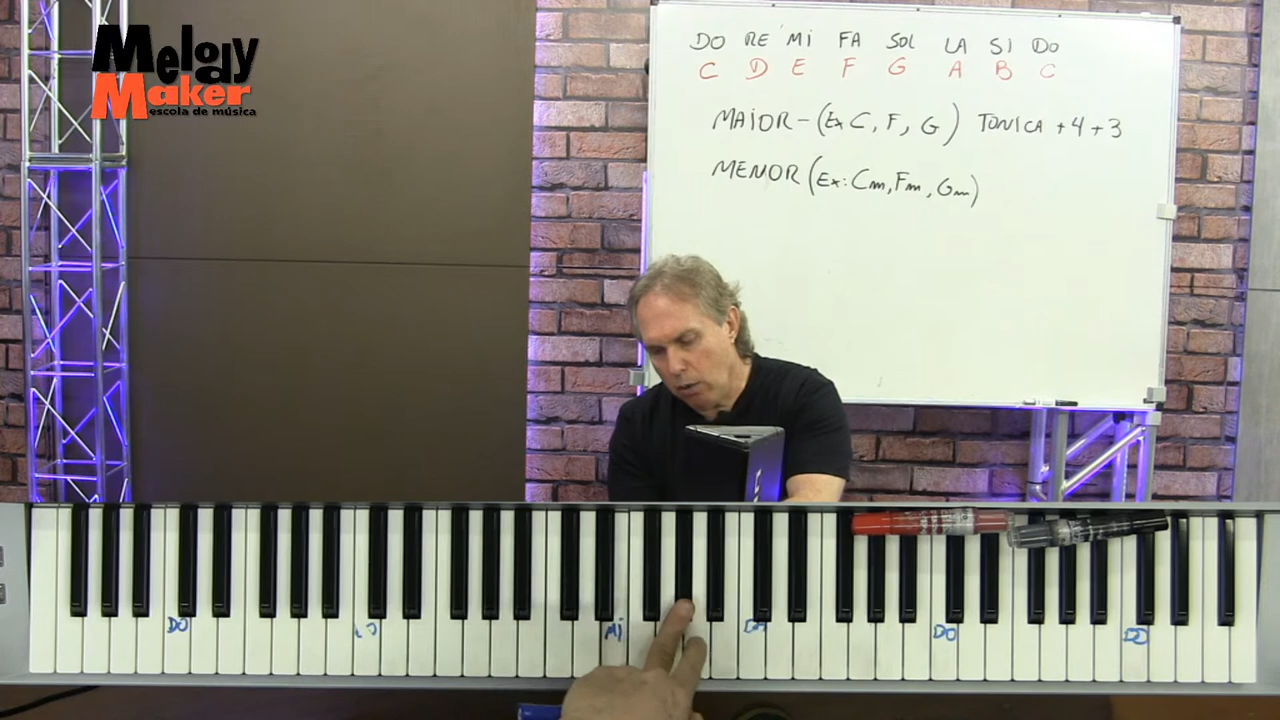 Melody
Maker
escola de música
DO RE MI FA SOL LA SI DO
C D E F G A B C
MAIOR - (Ex C, F, G) TONICA +4 +3
MENOR (Ex: Cm, Fm, Gm)
DO MI DO DO